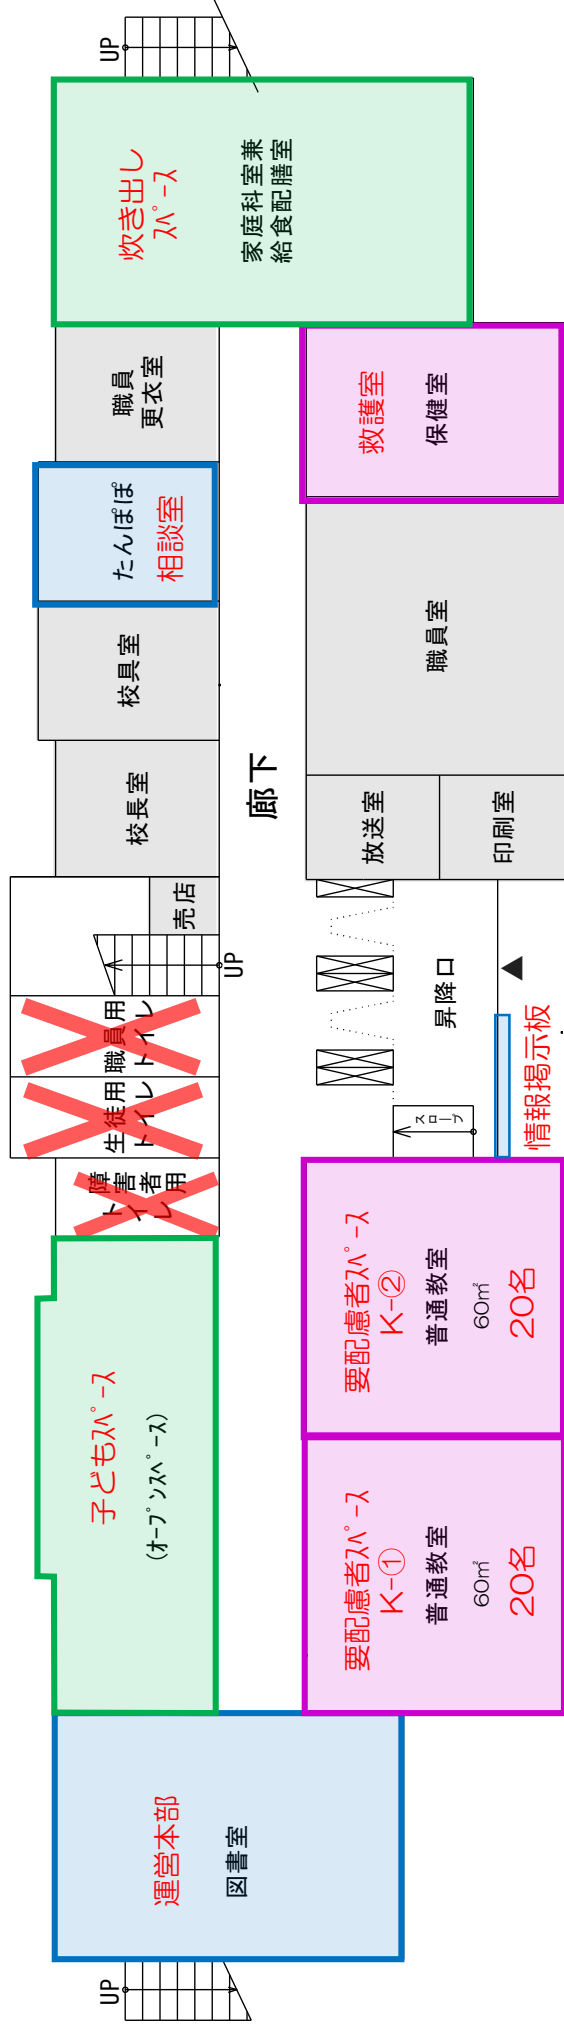 UP
運営本部
図書室
子どもｽﾍﾟｰｽ
(ｵｰﾌﾟﾝｽﾍﾟｰｽ)
障害者用
トイレ
生徒用
トイレ
職員用
トイレ
UP
売店
校長室
校具室
たんぽぽ
相談室
職員
更衣室
炊き出し
ｽﾍﾟｰｽ
家庭科室兼
給食配膳室
UP
廊下
要配慮者ｽﾍﾟｰｽ
K-①
普通教室
60㎡
20名
要配慮者ｽﾍﾟｰｽ
K-②
普通教室
60㎡
20名
スロープ
昇降口
情報掲示板
放送室
印刷室
職員室
救護室
保健室